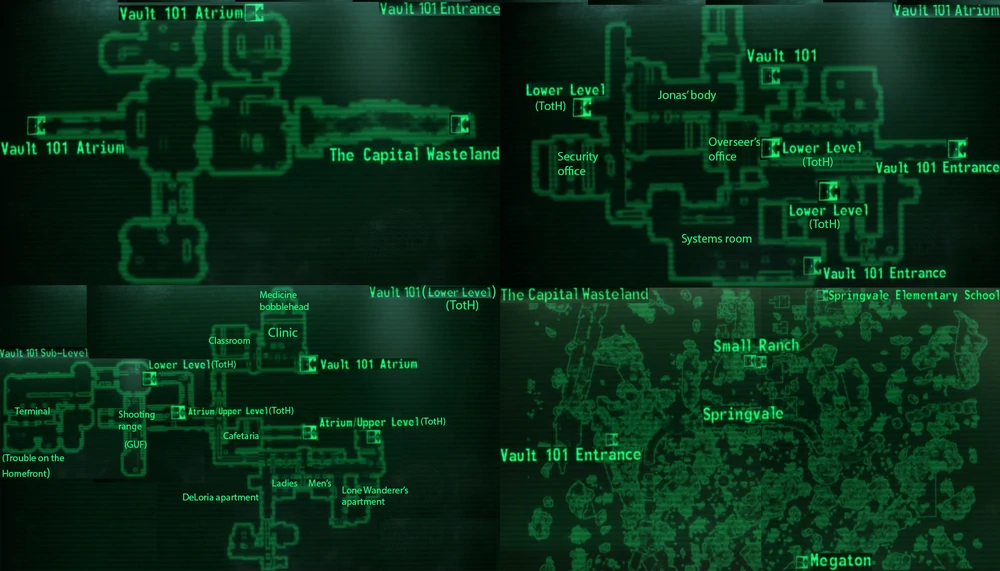 Vault 101 Atrium
Vault 101 Entrance
Vault 101 Atrium
The Capital Wasteland
Vault 101 Atrium
Vault 101
Lower Level
(TotH)
Jonas' body
Security
office
Overseer's
office
Lower Level
(TotH)
Vault 101 Entrance
Lower Level
(TotH)
Systems room
Vault 101 Entrance
Vault 101(Lower Level)
(TotH)
Medicine
bobblehead
Classroom
Clinic
Vault 101 Atrium
Vault 101 Sub-Level
Lower Level(TotH)
Terminal
Shooting
range
(GUF)
Atrium/Upper Level(TotH)
Atrium/Upper Level(TotH)
Cafetaria
(Trouble on the
Homefront)
DeLoria apartment
Ladies
Men's
Lone Wanderer's
apartment
The Capital Wasteland
Springvale Elementary School
Small Ranch
Springvale
Vault 101 Entrance
Megaton